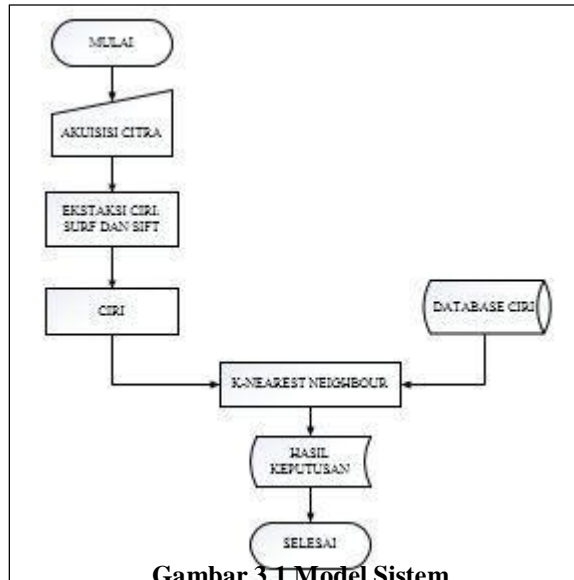 MULAI
AKUISISI CITRA
EKSTAKSI CIRI
SURF DAN SIFT
CIRI
DATABASE CIRI
K-NEAREST NEIGHBOUR
HASIL
KEPUTUSAN
SELESAI
Gambar 3.1 Model Sistem